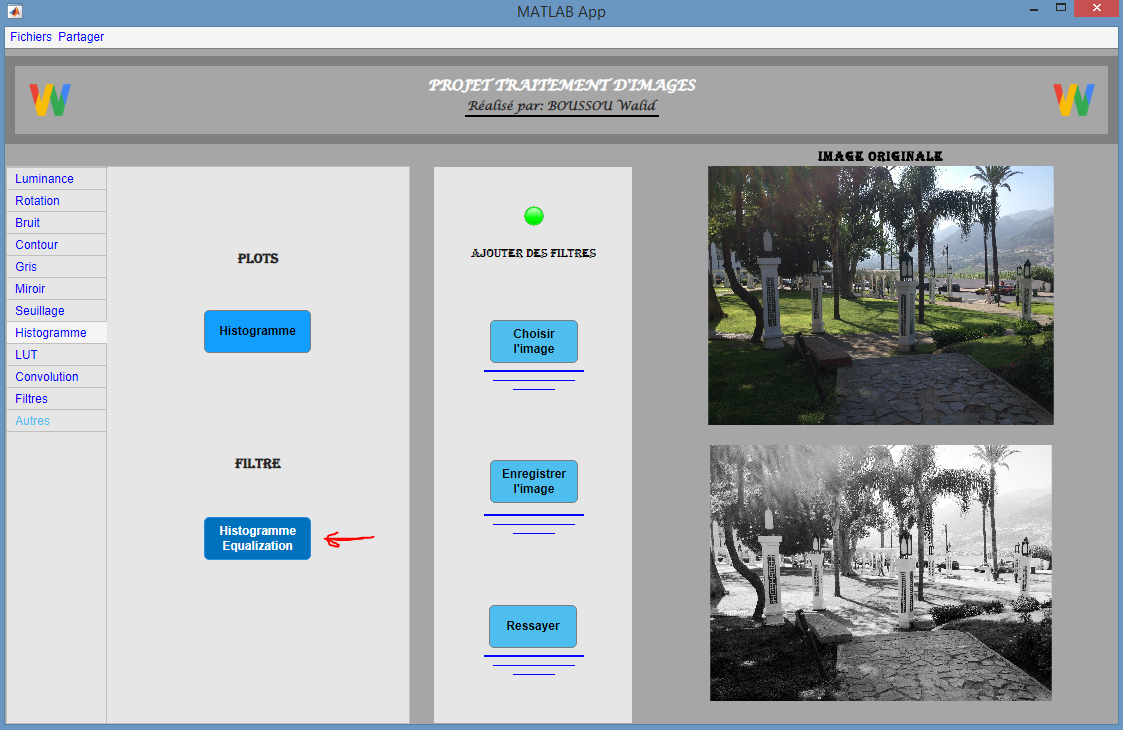 MATLAB App
Fichiers Partager
PROJET TRAITEMENT D'IMAGES
Réalisé par: BOUSSOU Walid
Luminance
Rotation
Bruit
Contour
Gris
Miroir
Seuillage
Histogramme
LUT
Convolution
Filtres
Autres
PLOTS
Histogramme
FILTRE
Histogramme
Equalization
AJOUTER DES FILTRES
Choisir
l'image
Enregistrer
l'image
Ressayer
IMAGE ORIGINALE